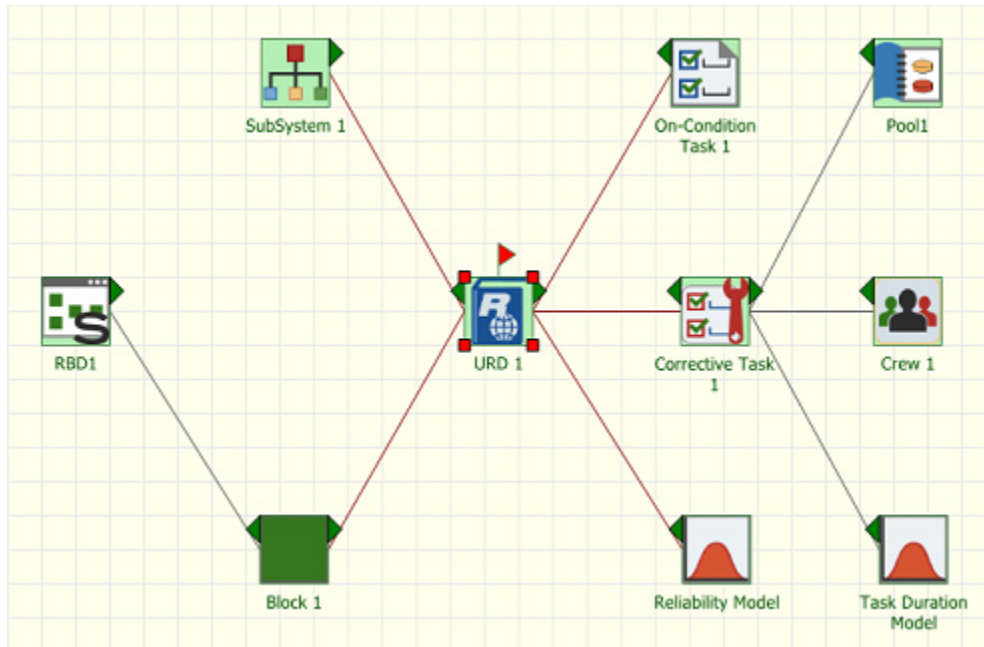 SubSystem 1
On-Condition
Task 1
Pool1
RBD1
S
R
URD 1
Corrective Task
1
Crew 1
Block 1
Reliability Model
Task Duration
Model